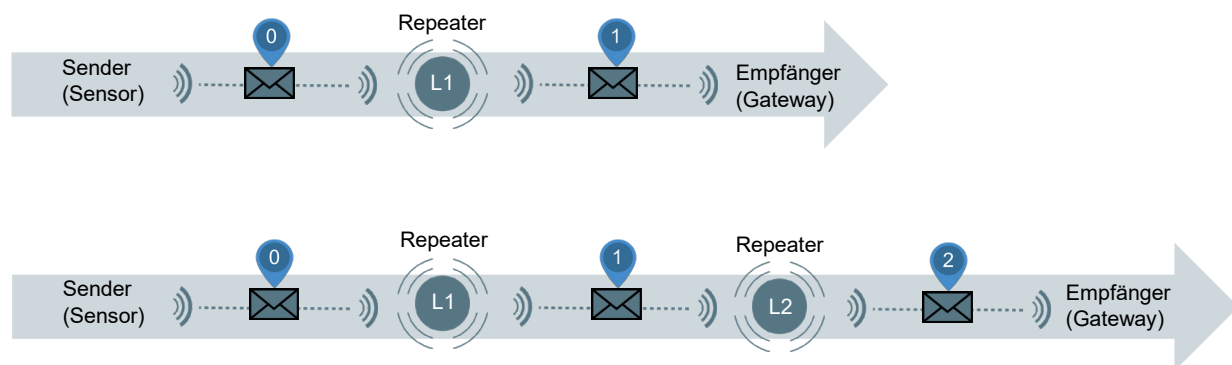 Repeater
0
1
Sender
(Sensor)
L1
Empfänger
(Gateway)
Repeater
Repeater
0
1
2
Sender
(Sensor)
L1
L2
Empfänger
(Gateway)